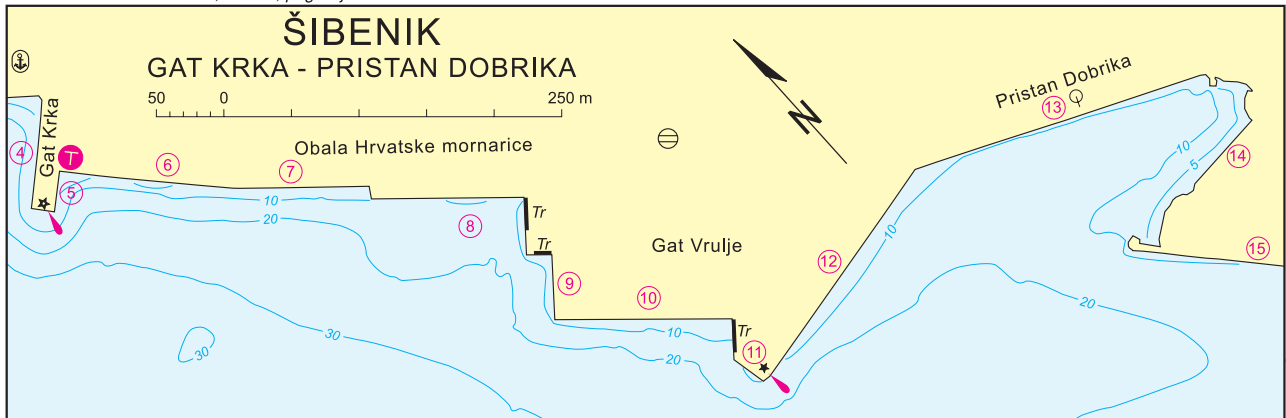 ŠIBENIK
GAT KRKA - PRISTAN DOBRIKA
50 0 250 m
N
Gat Krka
Pristan Dobrika
Obala Hrvatske mornarice
Gat Vrulje
T
4
5
6
7
8
9
10
11
12
13
14
15
Tr
Tr
Tr
10
20
30
30
10
20
10
10
5
20